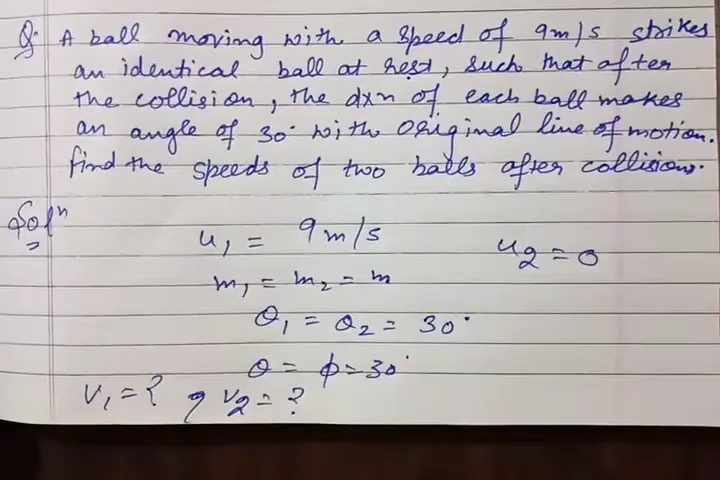 Q:- A ball moving with a speed of 9m/s strikes
an identical ball at rest, such that after
the collision, the dxn of each ball makes
an angle of 30° with original line of motion.
find the speeds of two balls after collision.
Solⁿ
u₁ = 9m/s u₂ = 0
m₁ = m₂ = m
θ₁ = θ₂ = 30°
θ = ϕ = 30°
V₁ = ? , V₂ = ?